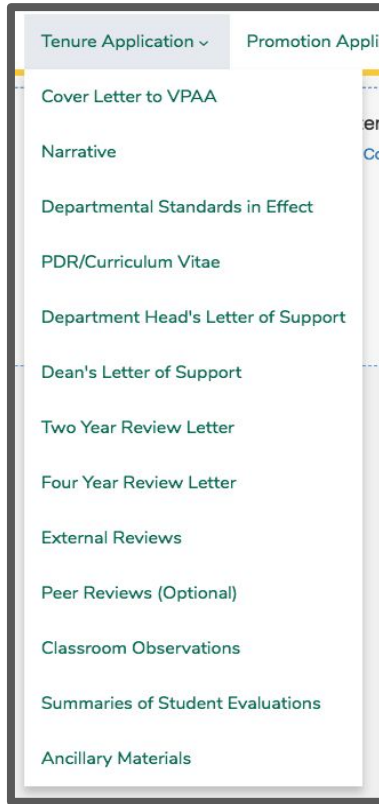 Tenure Application Promotion Appli
Cover Letter to VPAA
Narrative
Departmental Standards in Effect
PDR/Curriculum Vitae
Department Head's Letter of Support
Dean's Letter of Support
Two Year Review Letter
Four Year Review Letter
External Reviews
Peer Reviews (Optional)
Classroom Observations
Summaries of Student Evaluations
Ancillary Materials